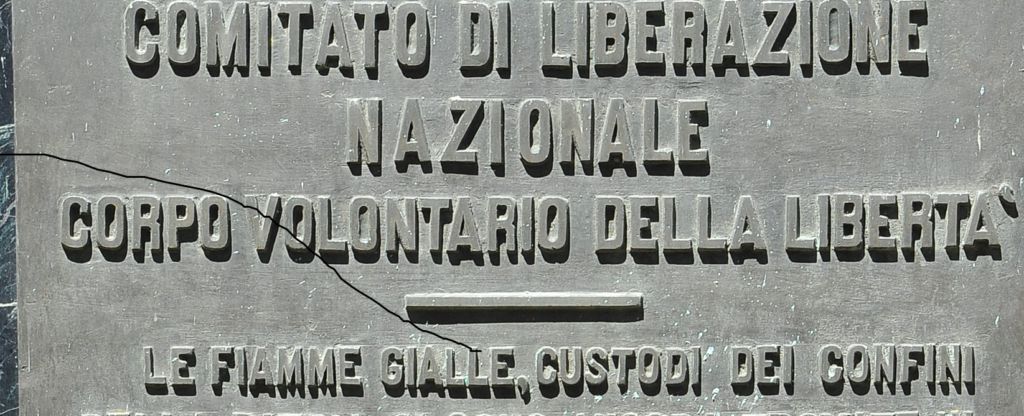 COMITATO DI LIBERAZIONE
NAZIONALE
CORPO VOLONTARIO DELLA LIBERTA`
LE FIAMME GIALLE, CUSTODI DEI CONFINI